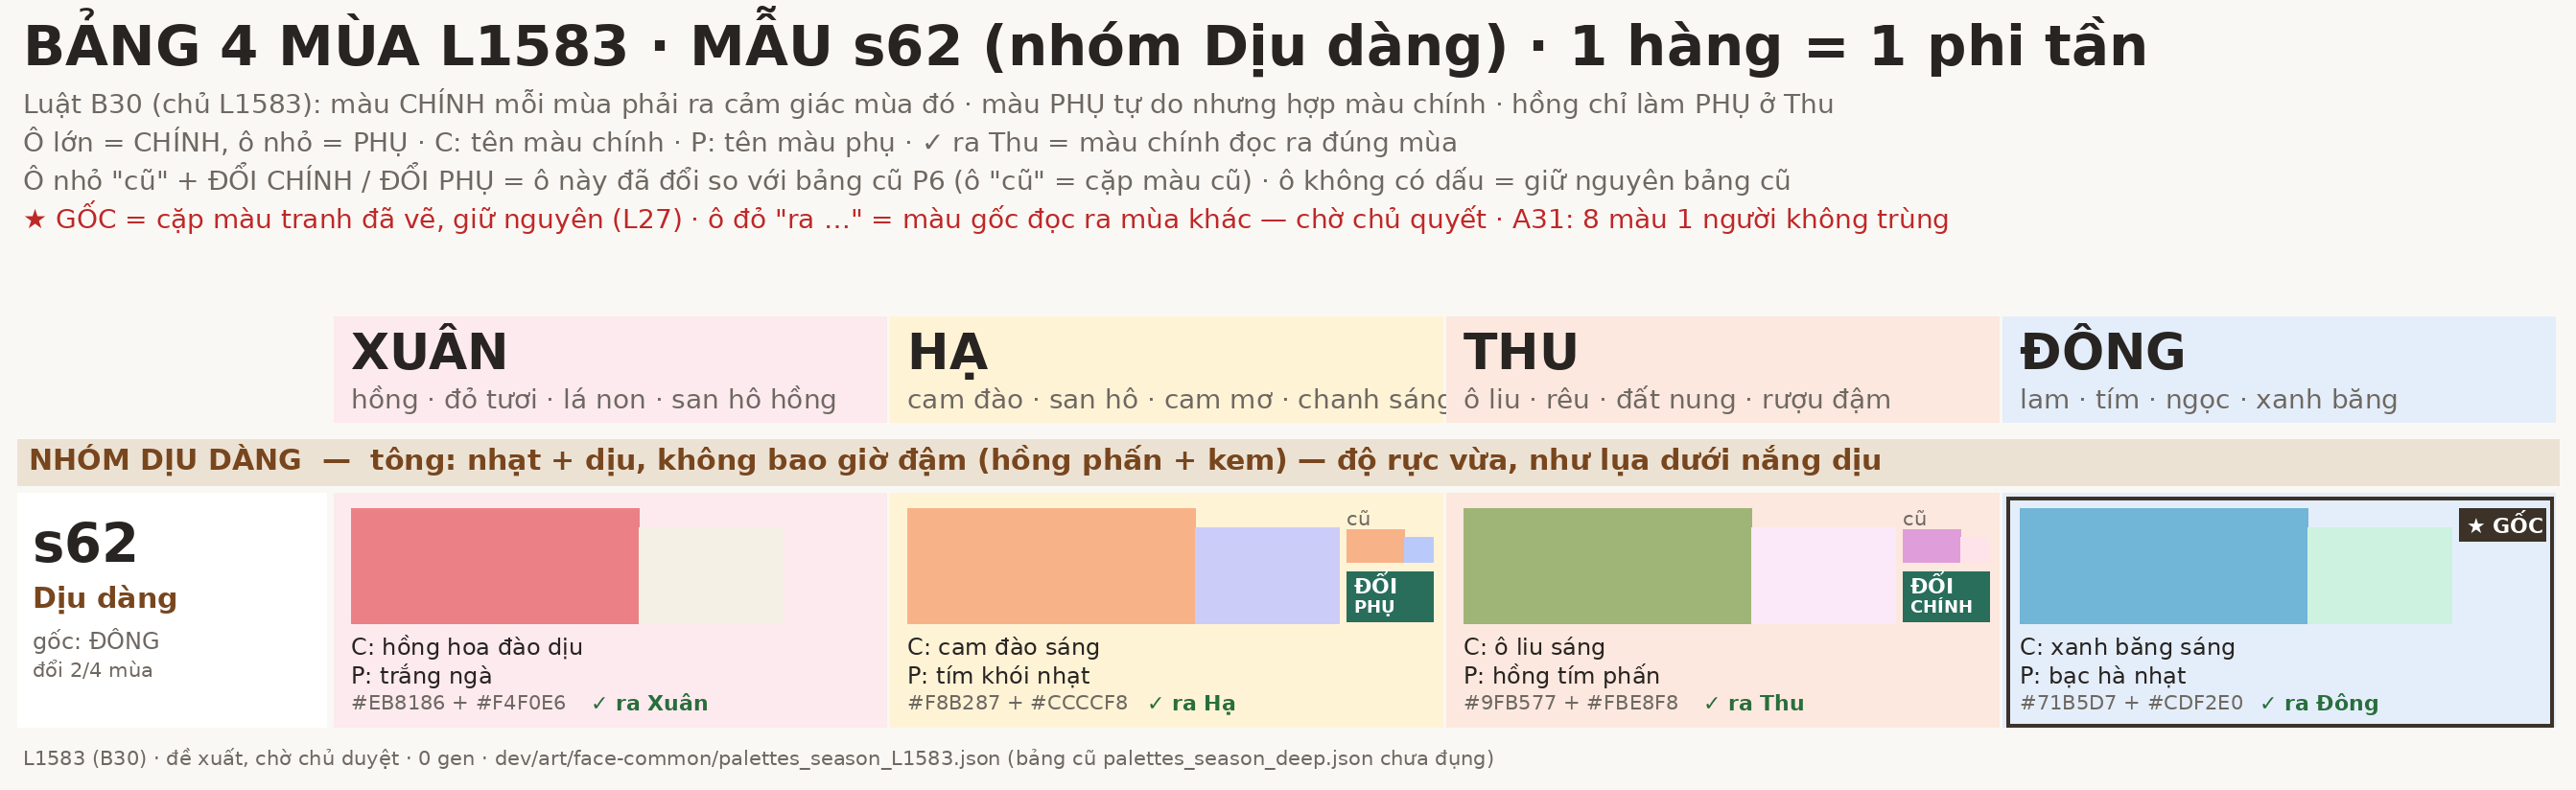 BẢNG 4 MÙA L1583 · MẪU s62 (nhóm Dịu dàng) · 1 hàng = 1 phi tần
Luật B30 (chủ L1583): màu CHÍNH mỗi mùa phải ra cảm giác mùa đó · màu PHỤ tự do nhưng hợp màu chính · hồng chỉ làm PHỤ ở Thu
Ô lớn = CHÍNH, ô nhỏ = PHỤ · C: tên màu chính · P: tên màu phụ · ✓ ra Thu = màu chính đọc ra đúng mùa
Ô nhỏ "cũ" + ĐỔI CHÍNH / ĐỔI PHỤ = ô này đã đổi so với bảng cũ P6 (ô "cũ" = cặp màu cũ) · ô không có dấu = giữ nguyên bảng cũ
★ GỐC = cặp màu tranh đã vẽ, giữ nguyên (L27) · ô đỏ "ra ..." = màu gốc đọc ra mùa khác — chờ chủ quyết · A31: 8 màu 1 người không trùng
XUÂN
hồng · đỏ tươi · lá non · san hô hồng
HẠ
cam đào · san hô · cam mơ · chanh sáng
THU
ô liu · rêu · đất nung · rượu đậm
ĐÔNG
lam · tím · ngọc · xanh băng
NHÓM DỊU DÀNG — tông: nhạt + dịu, không bao giờ đậm (hồng phấn + kem) — độ rực vừa, như lụa dưới nắng dịu
s62
Dịu dàng
gốc: ĐÔNG
đổi 2/4 mùa
C: hồng hoa đào dịu
P: trắng ngà
#EB8186 + #F4F0E6 ✓ ra Xuân
cũ
ĐỔI
PHỤ
C: cam đào sáng
P: tím khói nhạt
#F8B287 + #CCCCF8 ✓ ra Hạ
cũ
ĐỔI
CHÍNH
C: ô liu sáng
P: hồng tím phấn
#9FB577 + #FBE8F8 ✓ ra Thu
★ GỐC
C: xanh băng sáng
P: bạc hà nhạt
#71B5D7 + #CDF2E0 ✓ ra Đông
L1583 (B30) · đề xuất, chờ chủ duyệt · 0 gen · dev/art/face-common/palettes_season_L1583.json (bảng cũ palettes_season_deep.json chưa đụng)